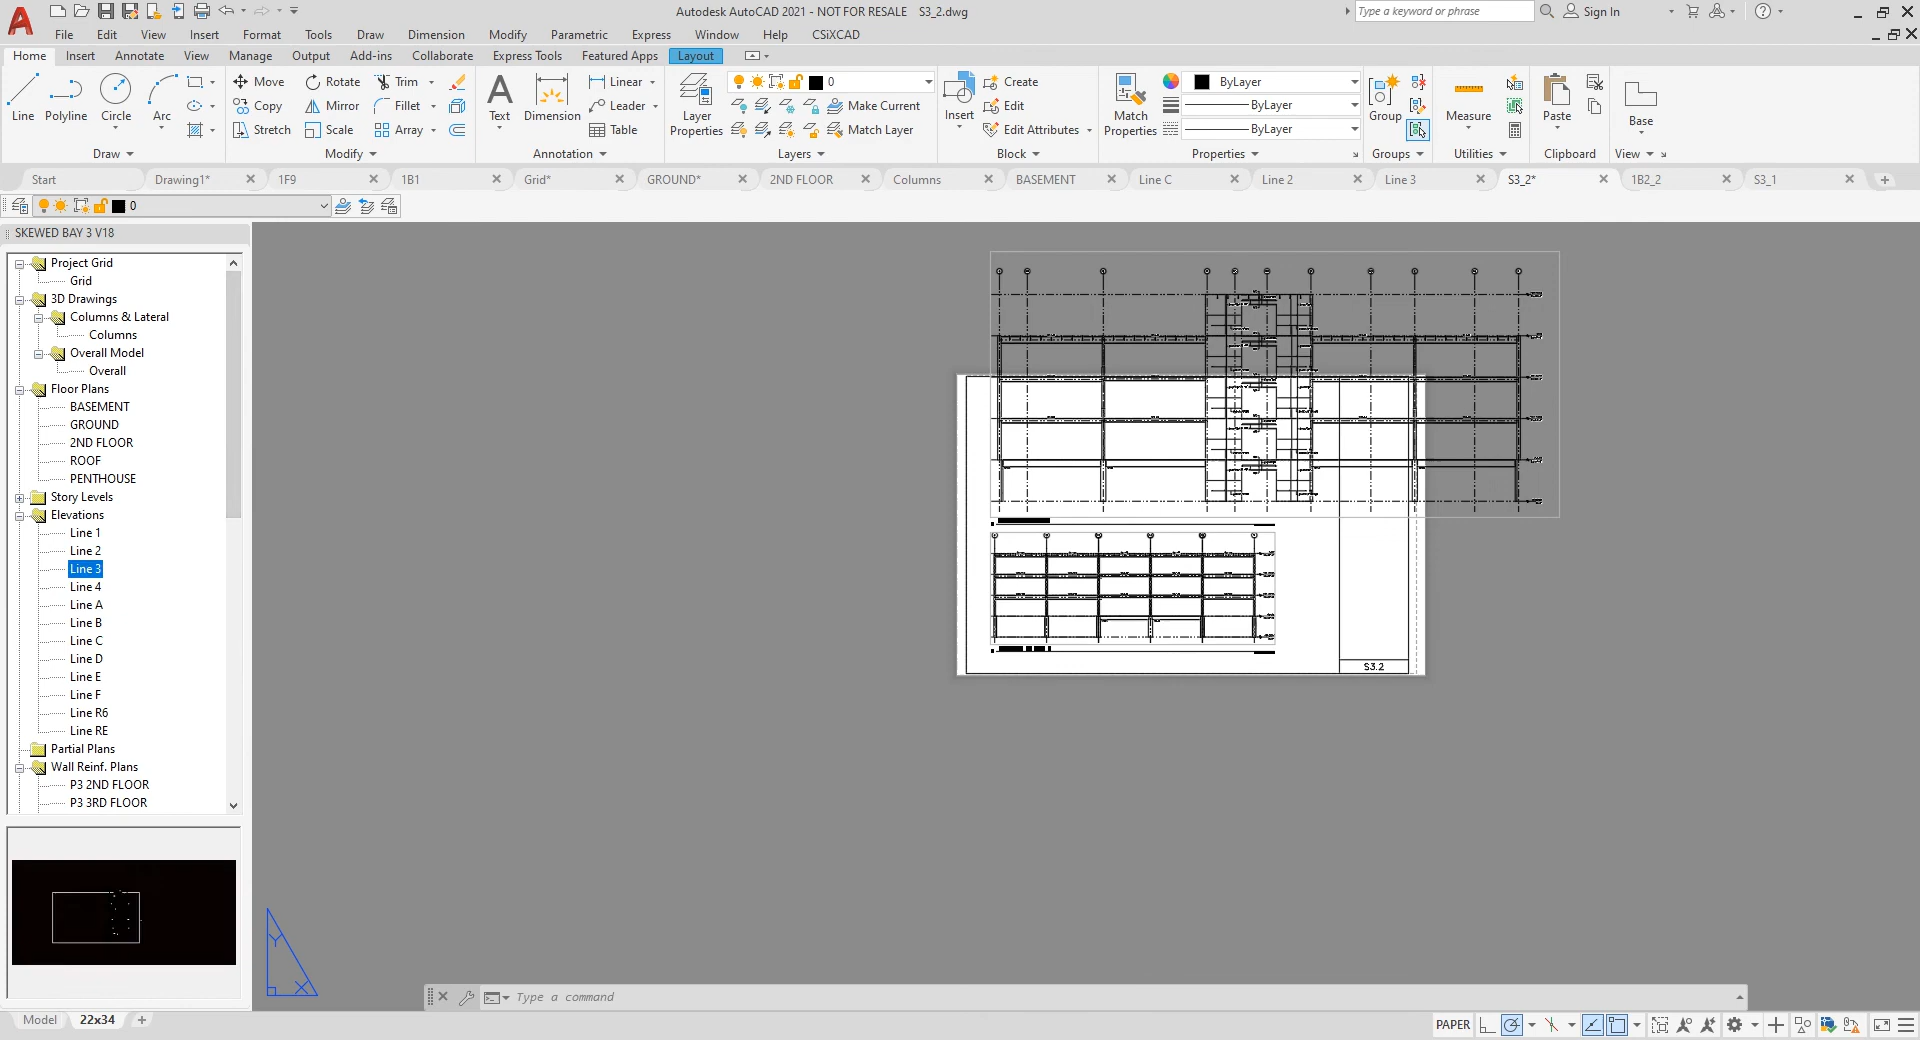 Autodesk AutoCAD 2021 - NOT FOR RESALE S3_2.dwg
Type a keyword or phrase
Sign In
File Edit View Insert Format Tools Draw Dimension Modify Parametric Express Window Help CSiXCAD
Home Insert Annotate View Manage Output Add-ins Collaborate Express Tools Featured Apps Layout
Line Polyline Circle Arc
Draw
Move Rotate Trim
Copy Mirror Fillet
Stretch Scale Array
Modify
Text Dimension
Linear
Leader
Table
Annotation
Layer Properties
0
Make Current
Match Layer
Layers
Insert
Create
Edit
Edit Attributes
Block
Match Properties
ByLayer
ByLayer
ByLayer
Properties
Group
Groups
Measure
Utilities
Paste
Clipboard
Base
View
Start Drawing1* 1F9 1B1 Grid* GROUND* 2ND FLOOR Columns BASEMENT Line C Line 2 Line 3 S3_2* 1B2_2 S3_1
0
SKEWED BAY 3 V18
Project Grid
Grid
3D Drawings
Columns & Lateral
Columns
Overall Model
Overall
Floor Plans
BASEMENT
GROUND
2ND FLOOR
ROOF
PENTHOUSE
Story Levels
Elevations
Line 1
Line 2
Line 3
Line 4
Line A
Line B
Line C
Line D
Line E
Line F
Line R6
Line RE
Partial Plans
Wall Reinf. Plans
P3 2ND FLOOR
P3 3RD FLOOR
S3.2
Y
X
Type a command
Model 22x34
PAPER